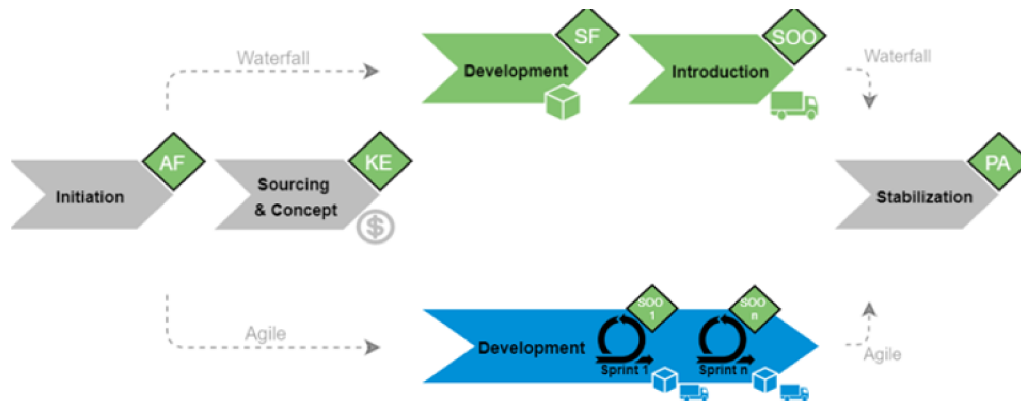 Waterfall
SF
Development
SOO
Introduction
Waterfall
AF
Initiation
KE
Sourcing
& Concept
$
PA
Stabilization
Agile
SOO
1
Development
Sprint 1
SOO
n
Sprint n
Agile